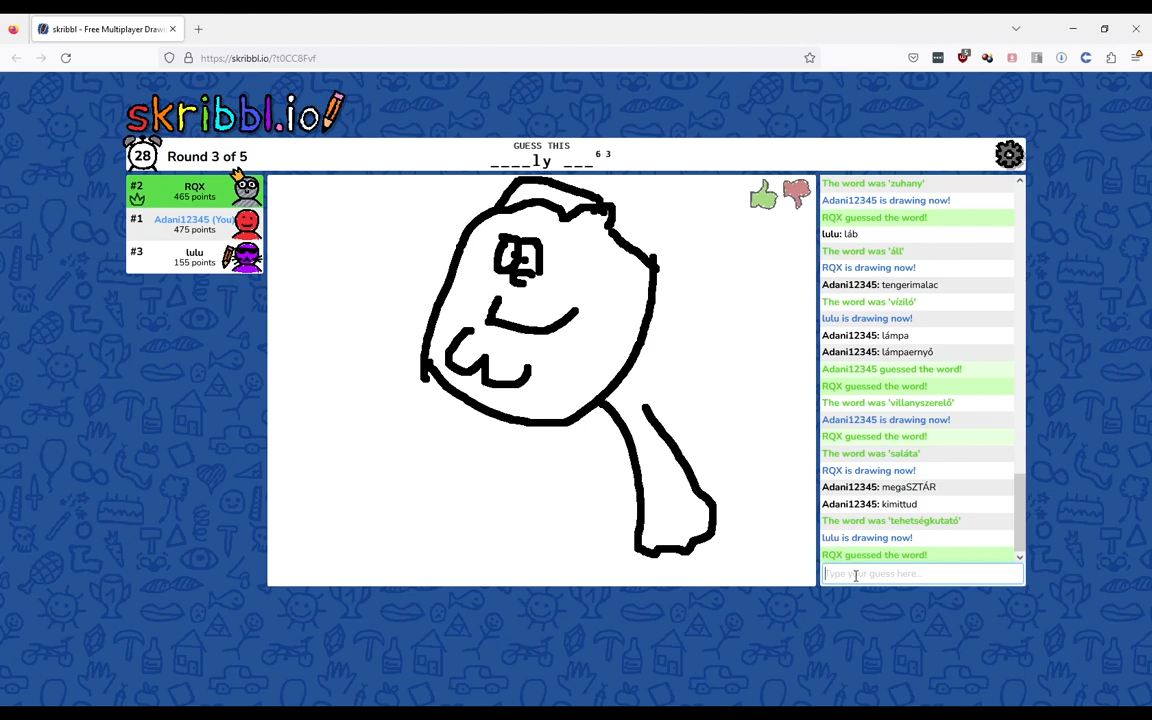 skribbl - Free Multiplayer Drawi
https://skribbl.io/?t0CC8Fvf
5
skribbl.io
28
Round 3 of 5
GUESS THIS
____ly ___ 6 3
#2
RQX
465 points
#1
Adani12345 (You)
475 points
#3
lulu
155 points
The word was 'zuhany'
Adani12345 is drawing now!
RQX guessed the word!
lulu: láb
The word was 'áll'
RQX is drawing now!
Adani12345: tengerimalac
The word was 'víziló'
lulu is drawing now!
Adani12345: lámpa
Adani12345: lámpaernyő
Adani12345 guessed the word!
RQX guessed the word!
The word was 'villanyszerelő'
Adani12345 is drawing now!
RQX guessed the word!
The word was 'saláta'
RQX is drawing now!
Adani12345: megaSZTÁR
Adani12345: kimittud
The word was 'tehetségkutató'
lulu is drawing now!
RQX guessed the word!
Type your guess here...